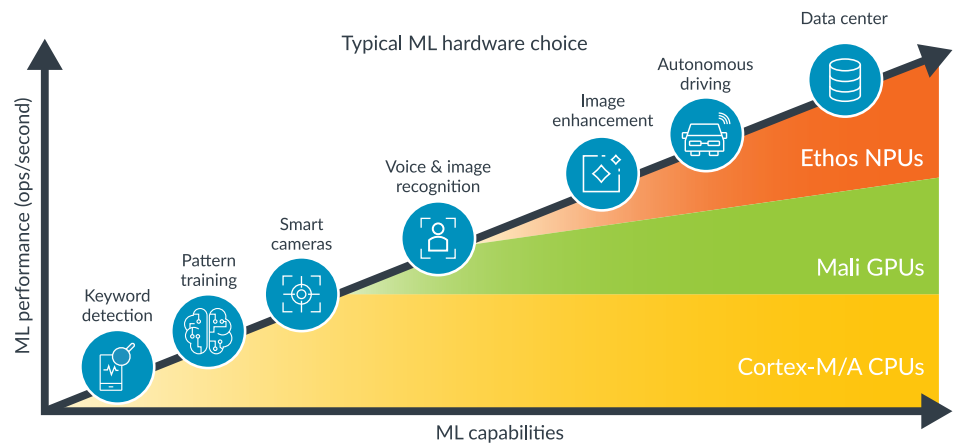 Typical ML hardware choice
ML performance (ops/second)
Keyword
detection
Pattern
training
Smart
cameras
Voice & image
recognition
Image
enhancement
Autonomous
driving
Data center
Ethos NPUs
Mali GPUs
Cortex-M/A CPUs
ML capabilities